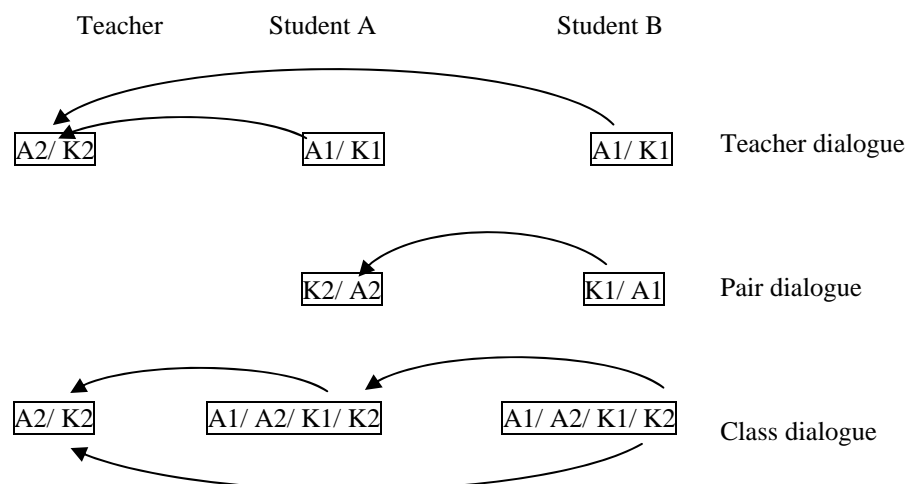 Teacher Student A Student B
A2/ K2 A1/ K1 A1/ K1 Teacher dialogue
K2/ A2 K1/ A1 Pair dialogue
A2/ K2 A1/ A2/ K1/ K2 A1/ A2/ K1/ K2 Class dialogue